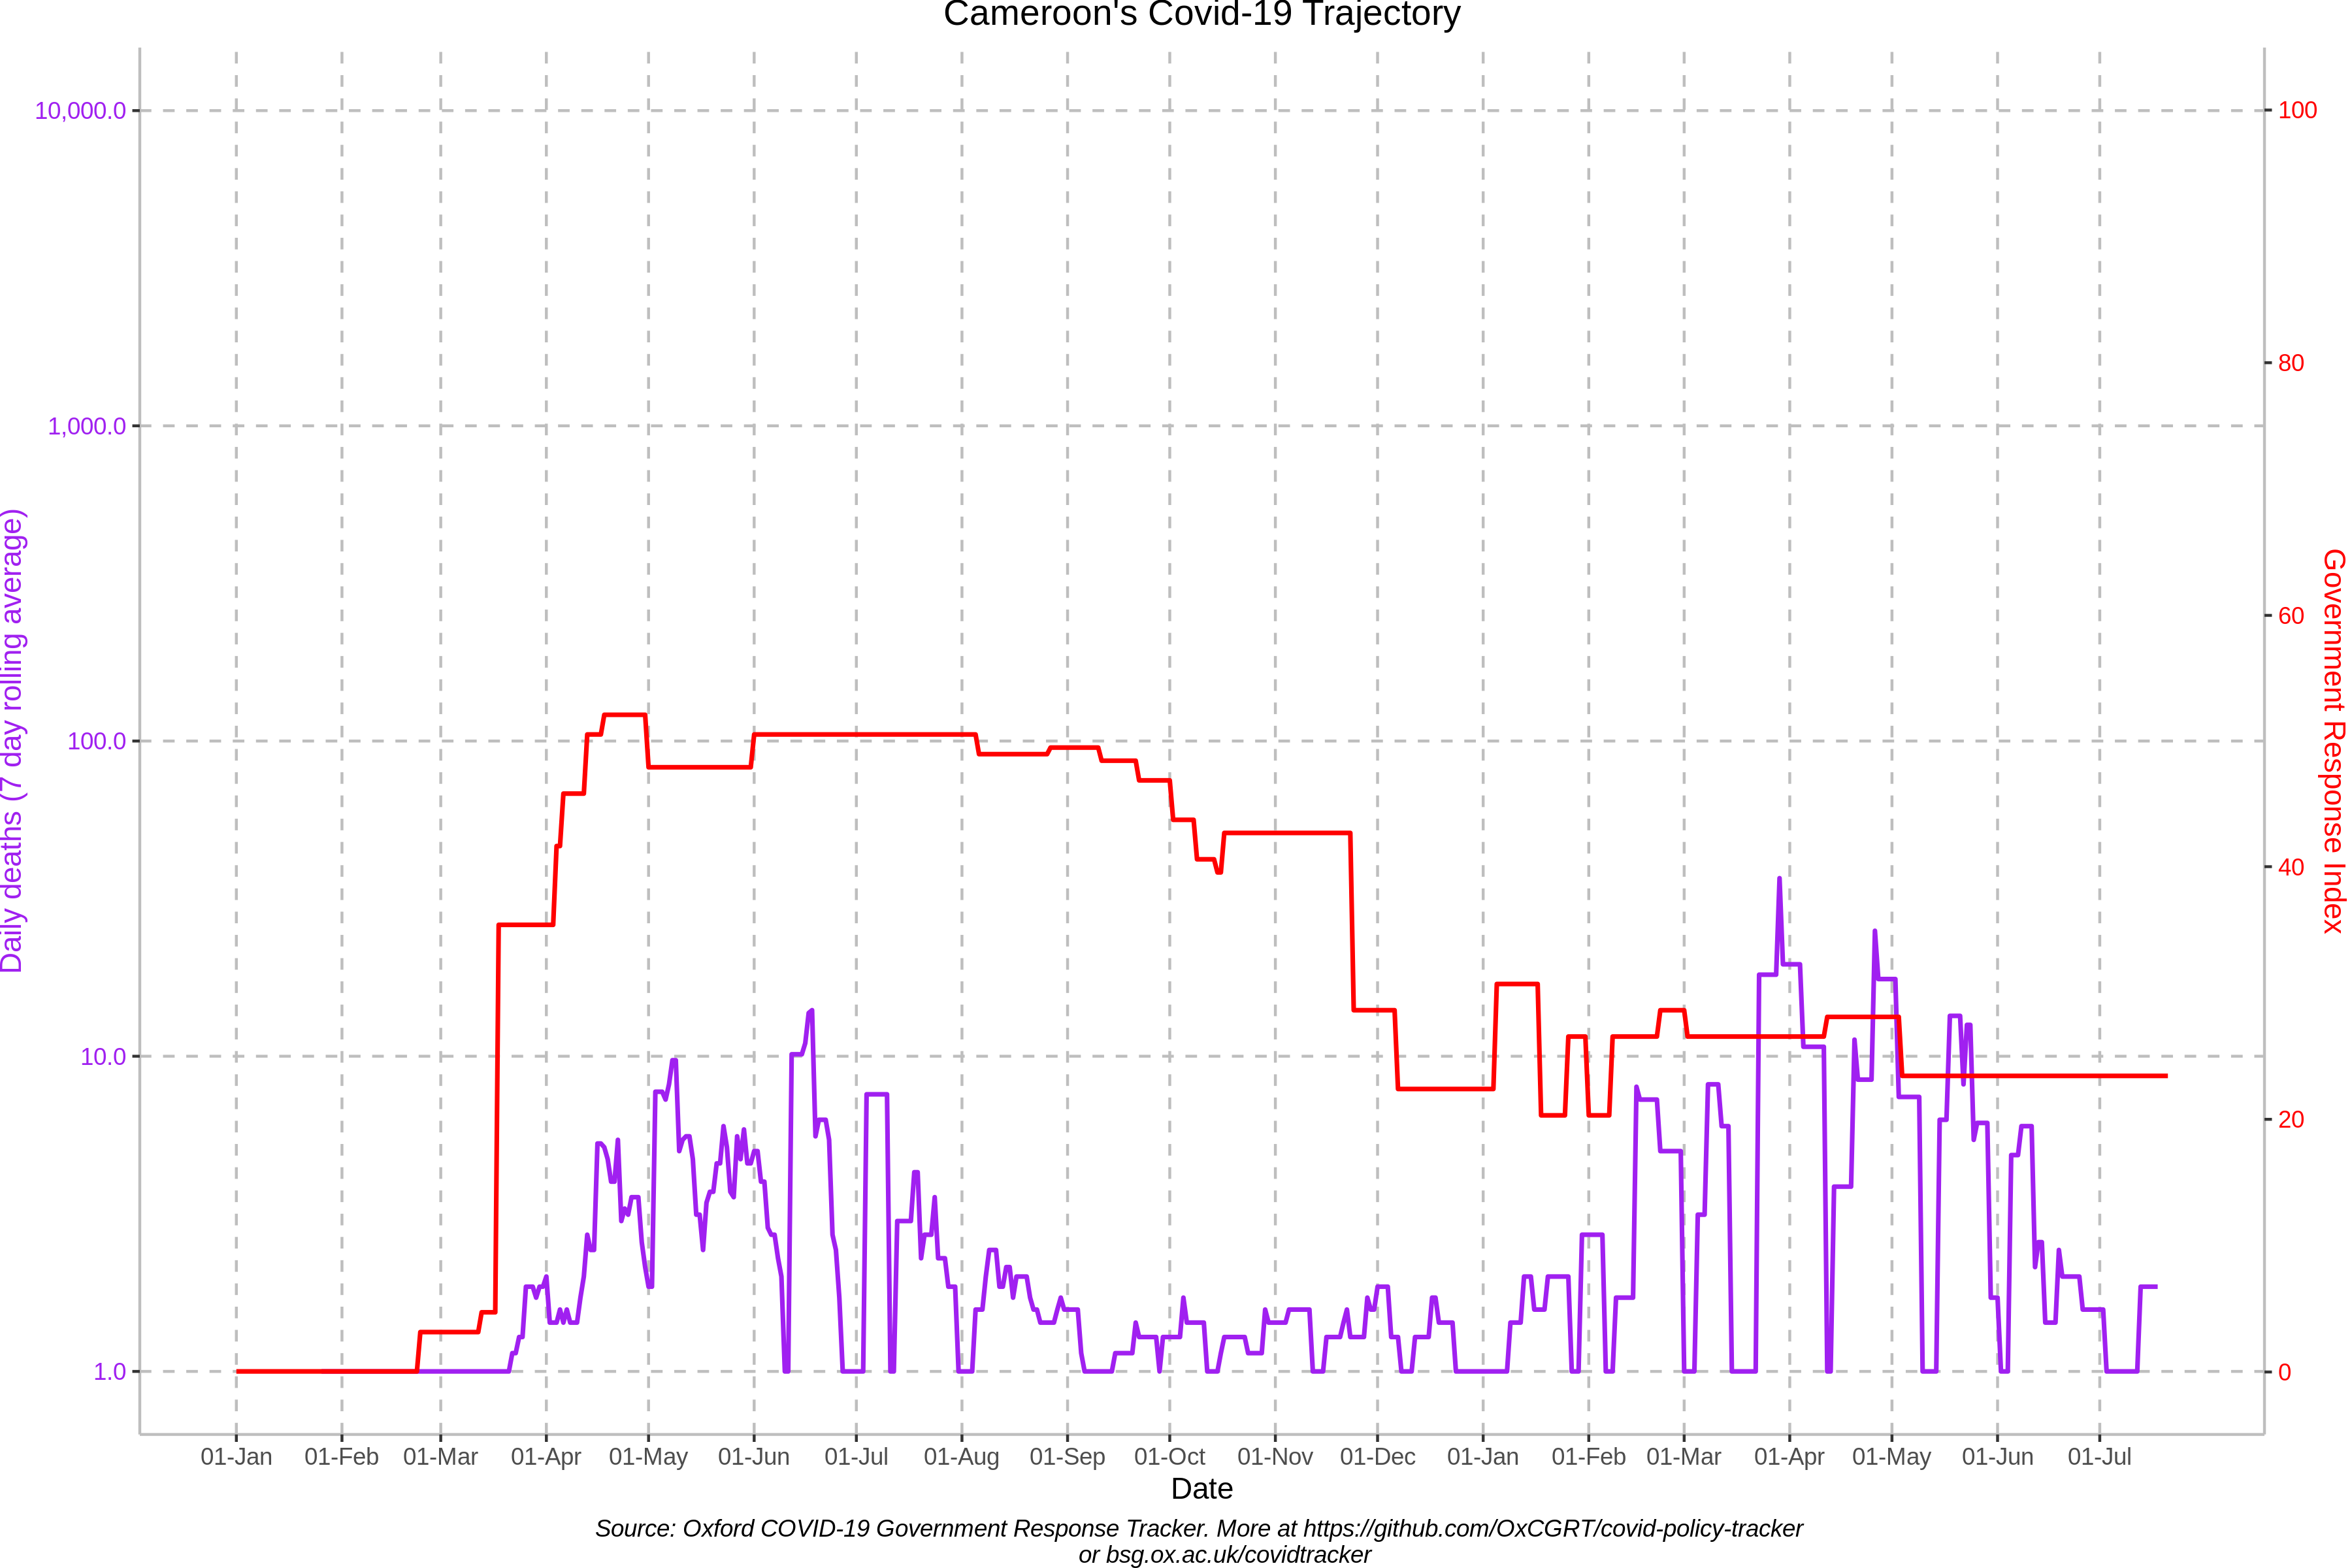 Cameroon's Covid-19 Trajectory
10,000.0
1,000.0
100.0
10.0
1.0
Daily deaths (7 day rolling average)
100
80
60
40
20
0
Government Response Index
01-Jan 01-Feb 01-Mar 01-Apr 01-May 01-Jun 01-Jul 01-Aug 01-Sep 01-Oct 01-Nov 01-Dec 01-Jan 01-Feb 01-Mar 01-Apr 01-May 01-Jun 01-Jul
Date
Source: Oxford COVID-19 Government Response Tracker. More at https://github.com/OxCGRT/covid-policy-tracker
or bsg.ox.ac.uk/covidtracker